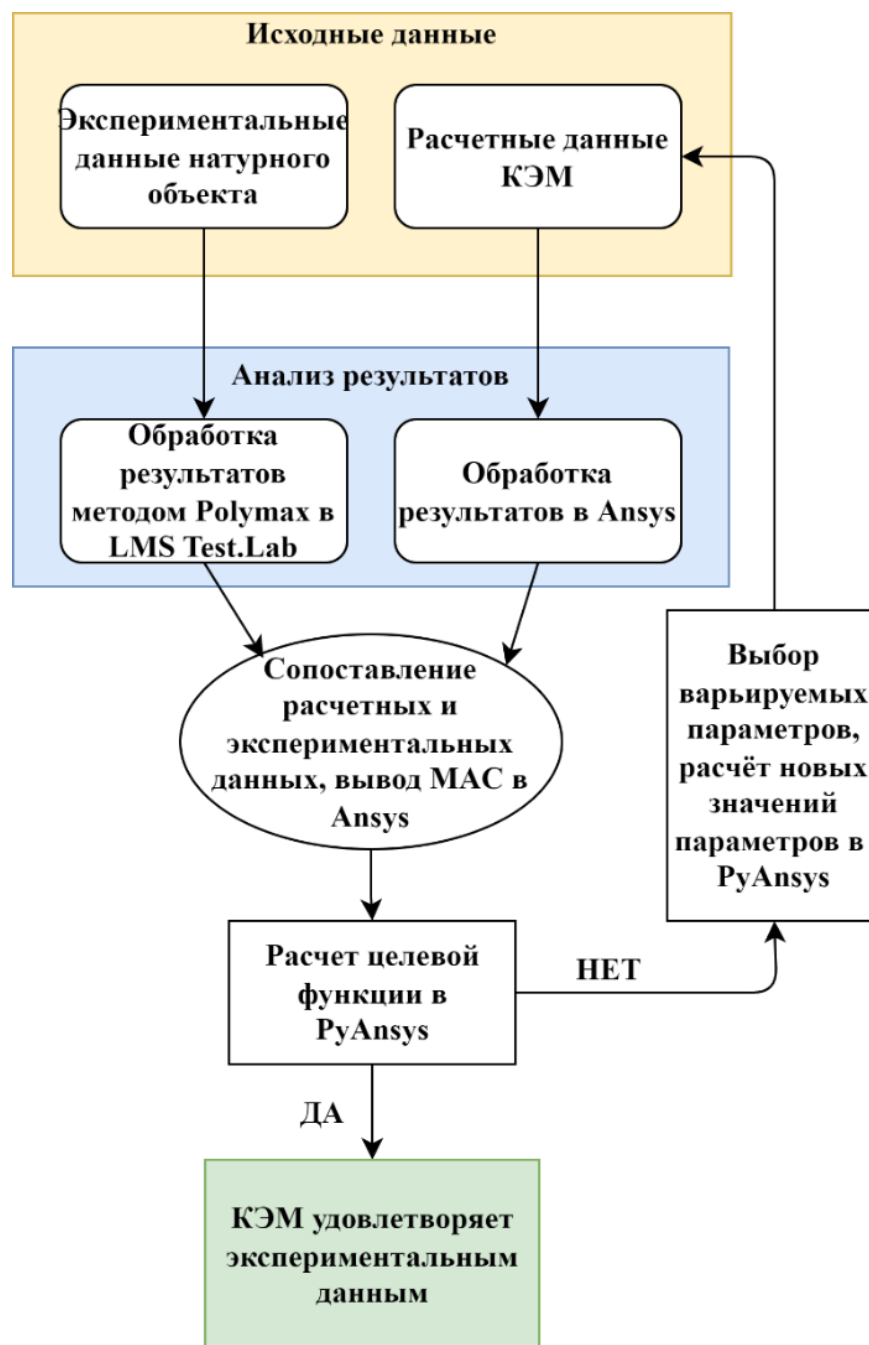 Исходные данные
Экспериментальные
данные натурного
объекта
Расчетные данные
КЭМ
Анализ результатов
Обработка
результатов
методом Polymax в
LMS Test.Lab
Обработка
результатов в Ansys
Сопоставление
расчетных и
экспериментальных
данных, вывод MAC в
Ansys
Выбор
варьируемых
параметров,
расчёт новых
значений
параметров в
PyAnsys
Расчет целевой
функции в
PyAnsys
НЕТ
ДА
КЭМ удовлетворяет
экспериментальным
данным